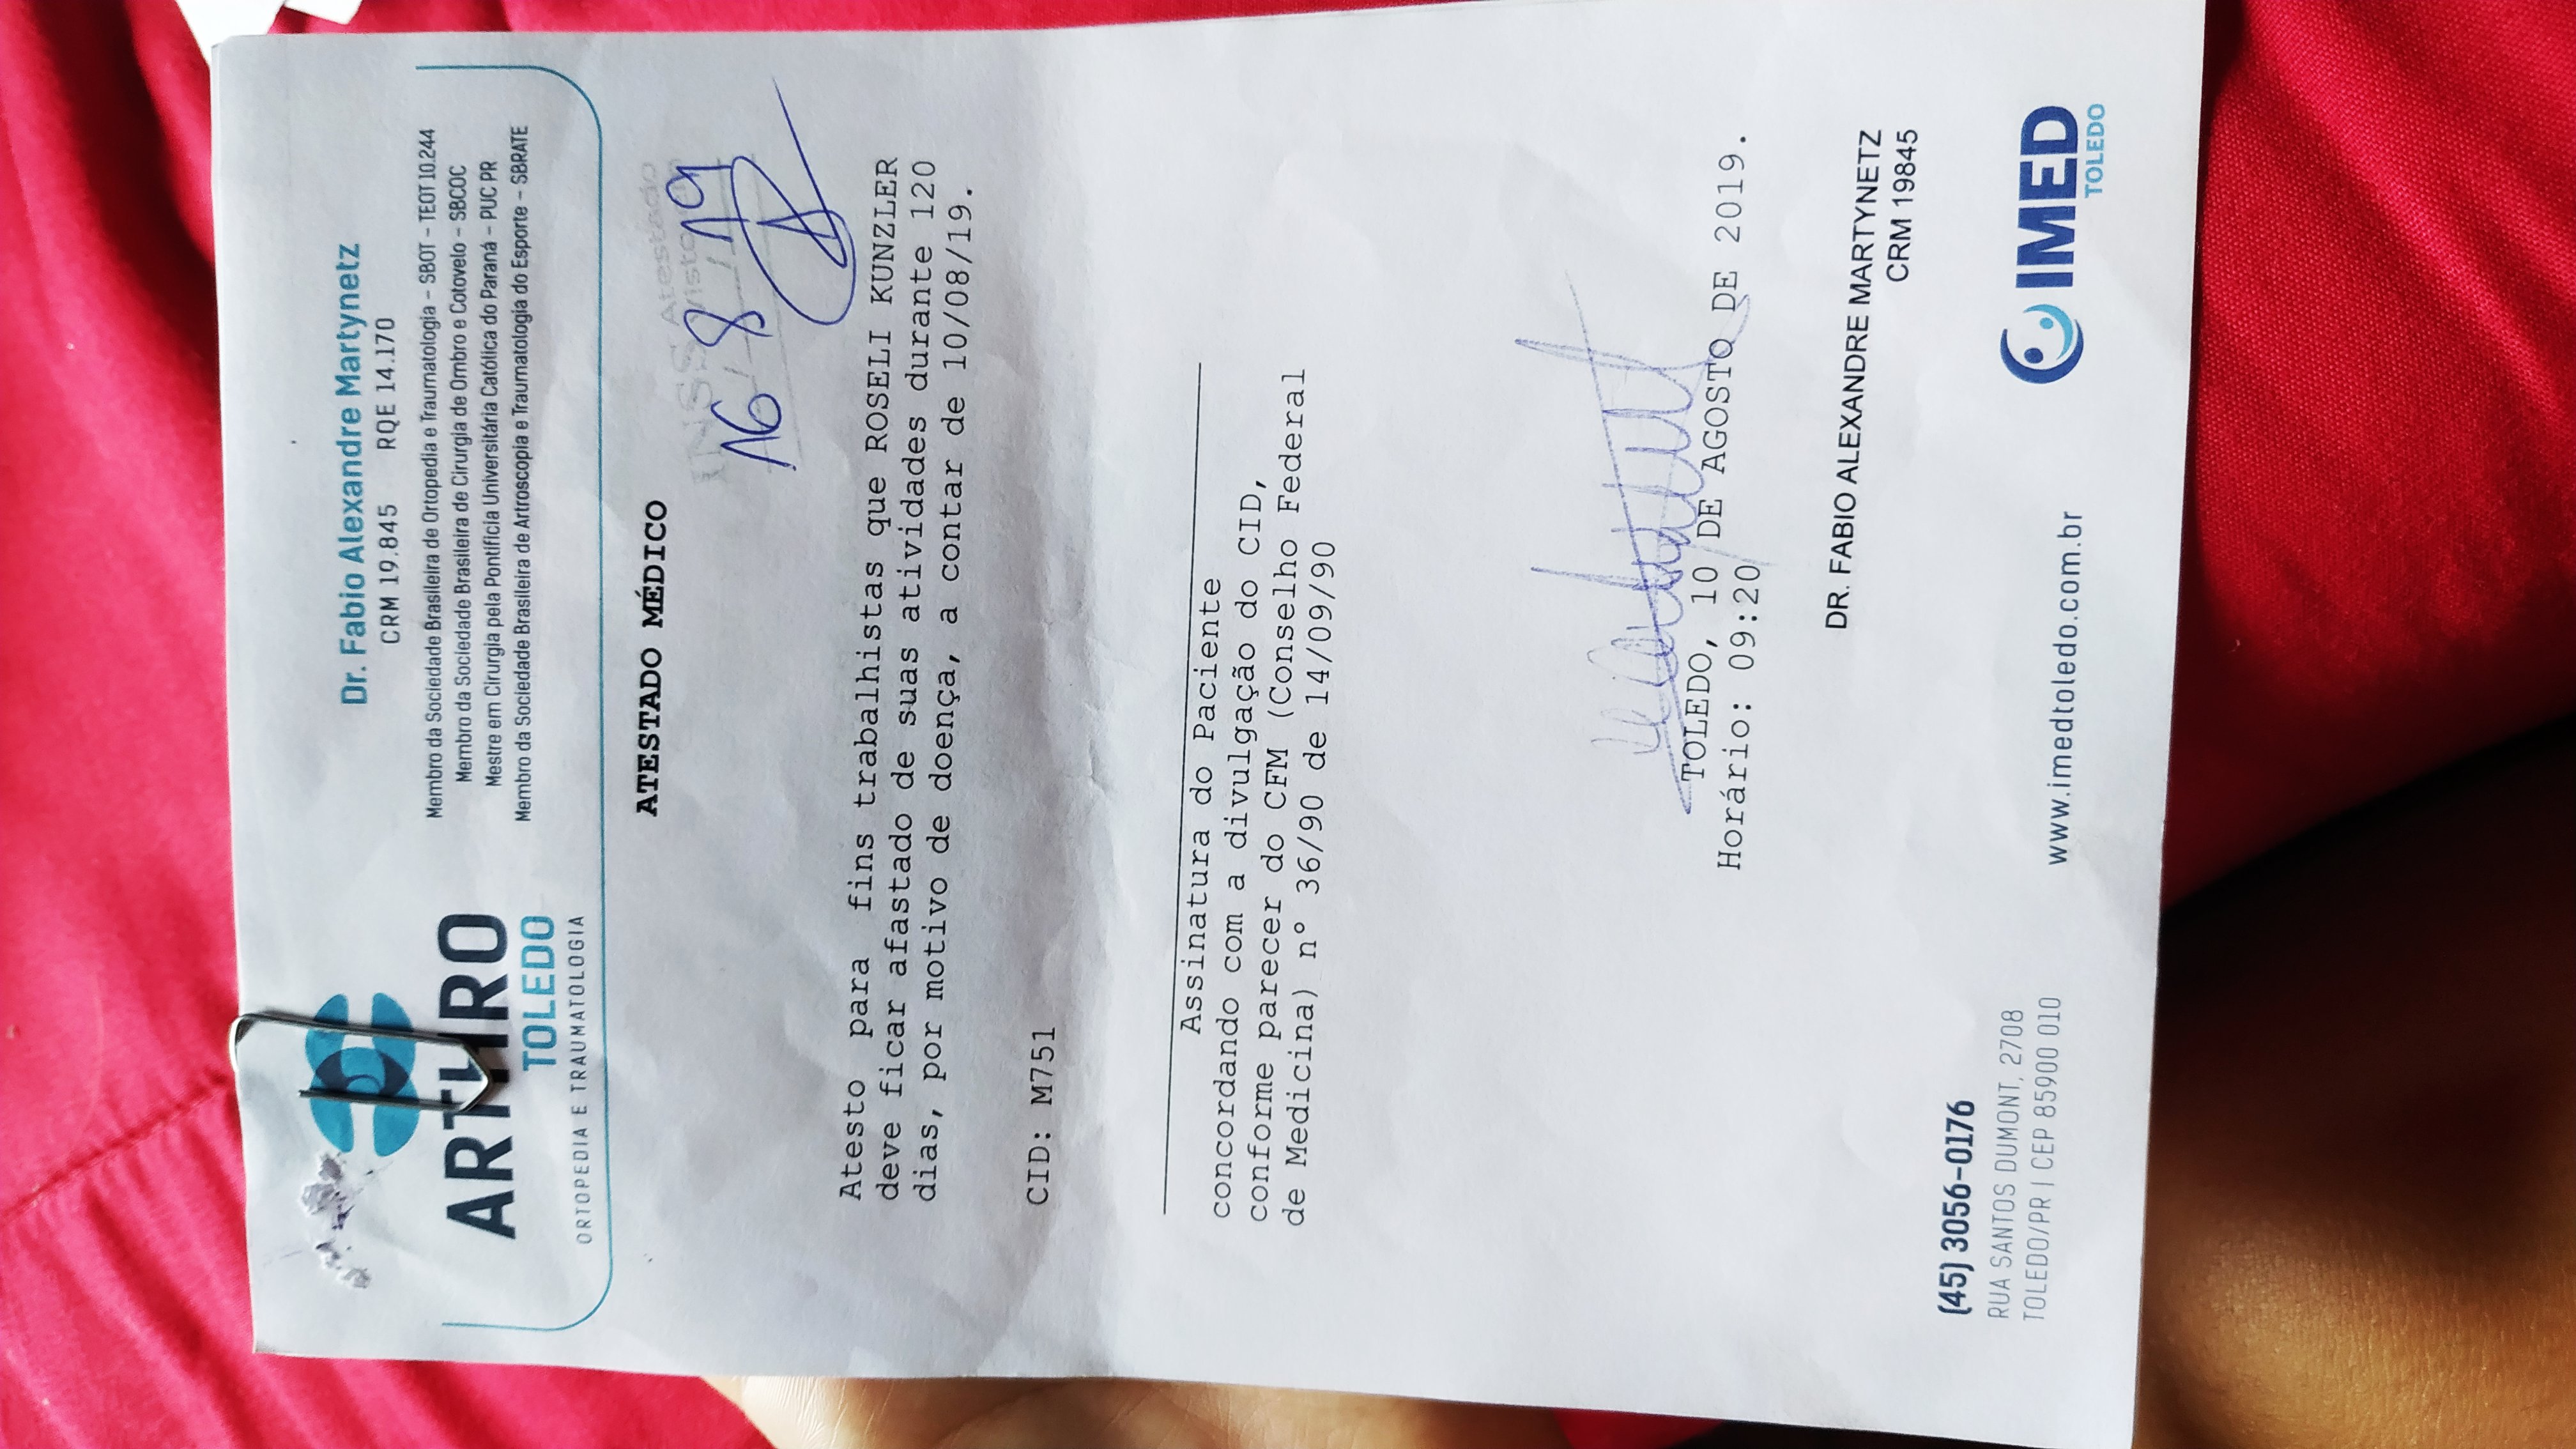 ARTHRO
TOLEDO
ORTOPEDIA E TRAUMATOLOGIA
Dr. Fabio Alexandre Martynetz
CRM 19.845 RQE 14.170
Membro da Sociedade Brasileira de Ortopedia e Traumatologia - SBOT - TEOT 10.244
Membro da Sociedade Brasileira de Cirurgia de Ombro e Cotovelo - SBCOC
Mestre em Cirurgia pela Pontifícia Universitária Católica do Paraná - PUC PR
Membro da Sociedade Brasileira de Artroscopia e Traumatologia do Esporte - SBRATE
ATESTADO MÉDICO
INSS Atestado
Visto
16/8/19
Atesto para fins trabalhistas que ROSELI KUNZLER
deve ficar afastado de suas atividades durante 120
dias, por motivo de doença, a contar de 10/08/19.
CID: M751
Assinatura do Paciente
concordando com a divulgação do CID,
conforme parecer do CFM (Conselho Federal
de Medicina) nº 36/90 de 14/09/90
TOLEDO, 10 DE AGOSTO DE 2019.
Horário: 09:20
DR. FABIO ALEXANDRE MARTYNETZ
CRM 19845
(45) 3056-0176
RUA SANTOS DUMONT, 2708
TOLEDO/PR | CEP 85900 010
www.imedtoledo.com.br
IMED
TOLEDO